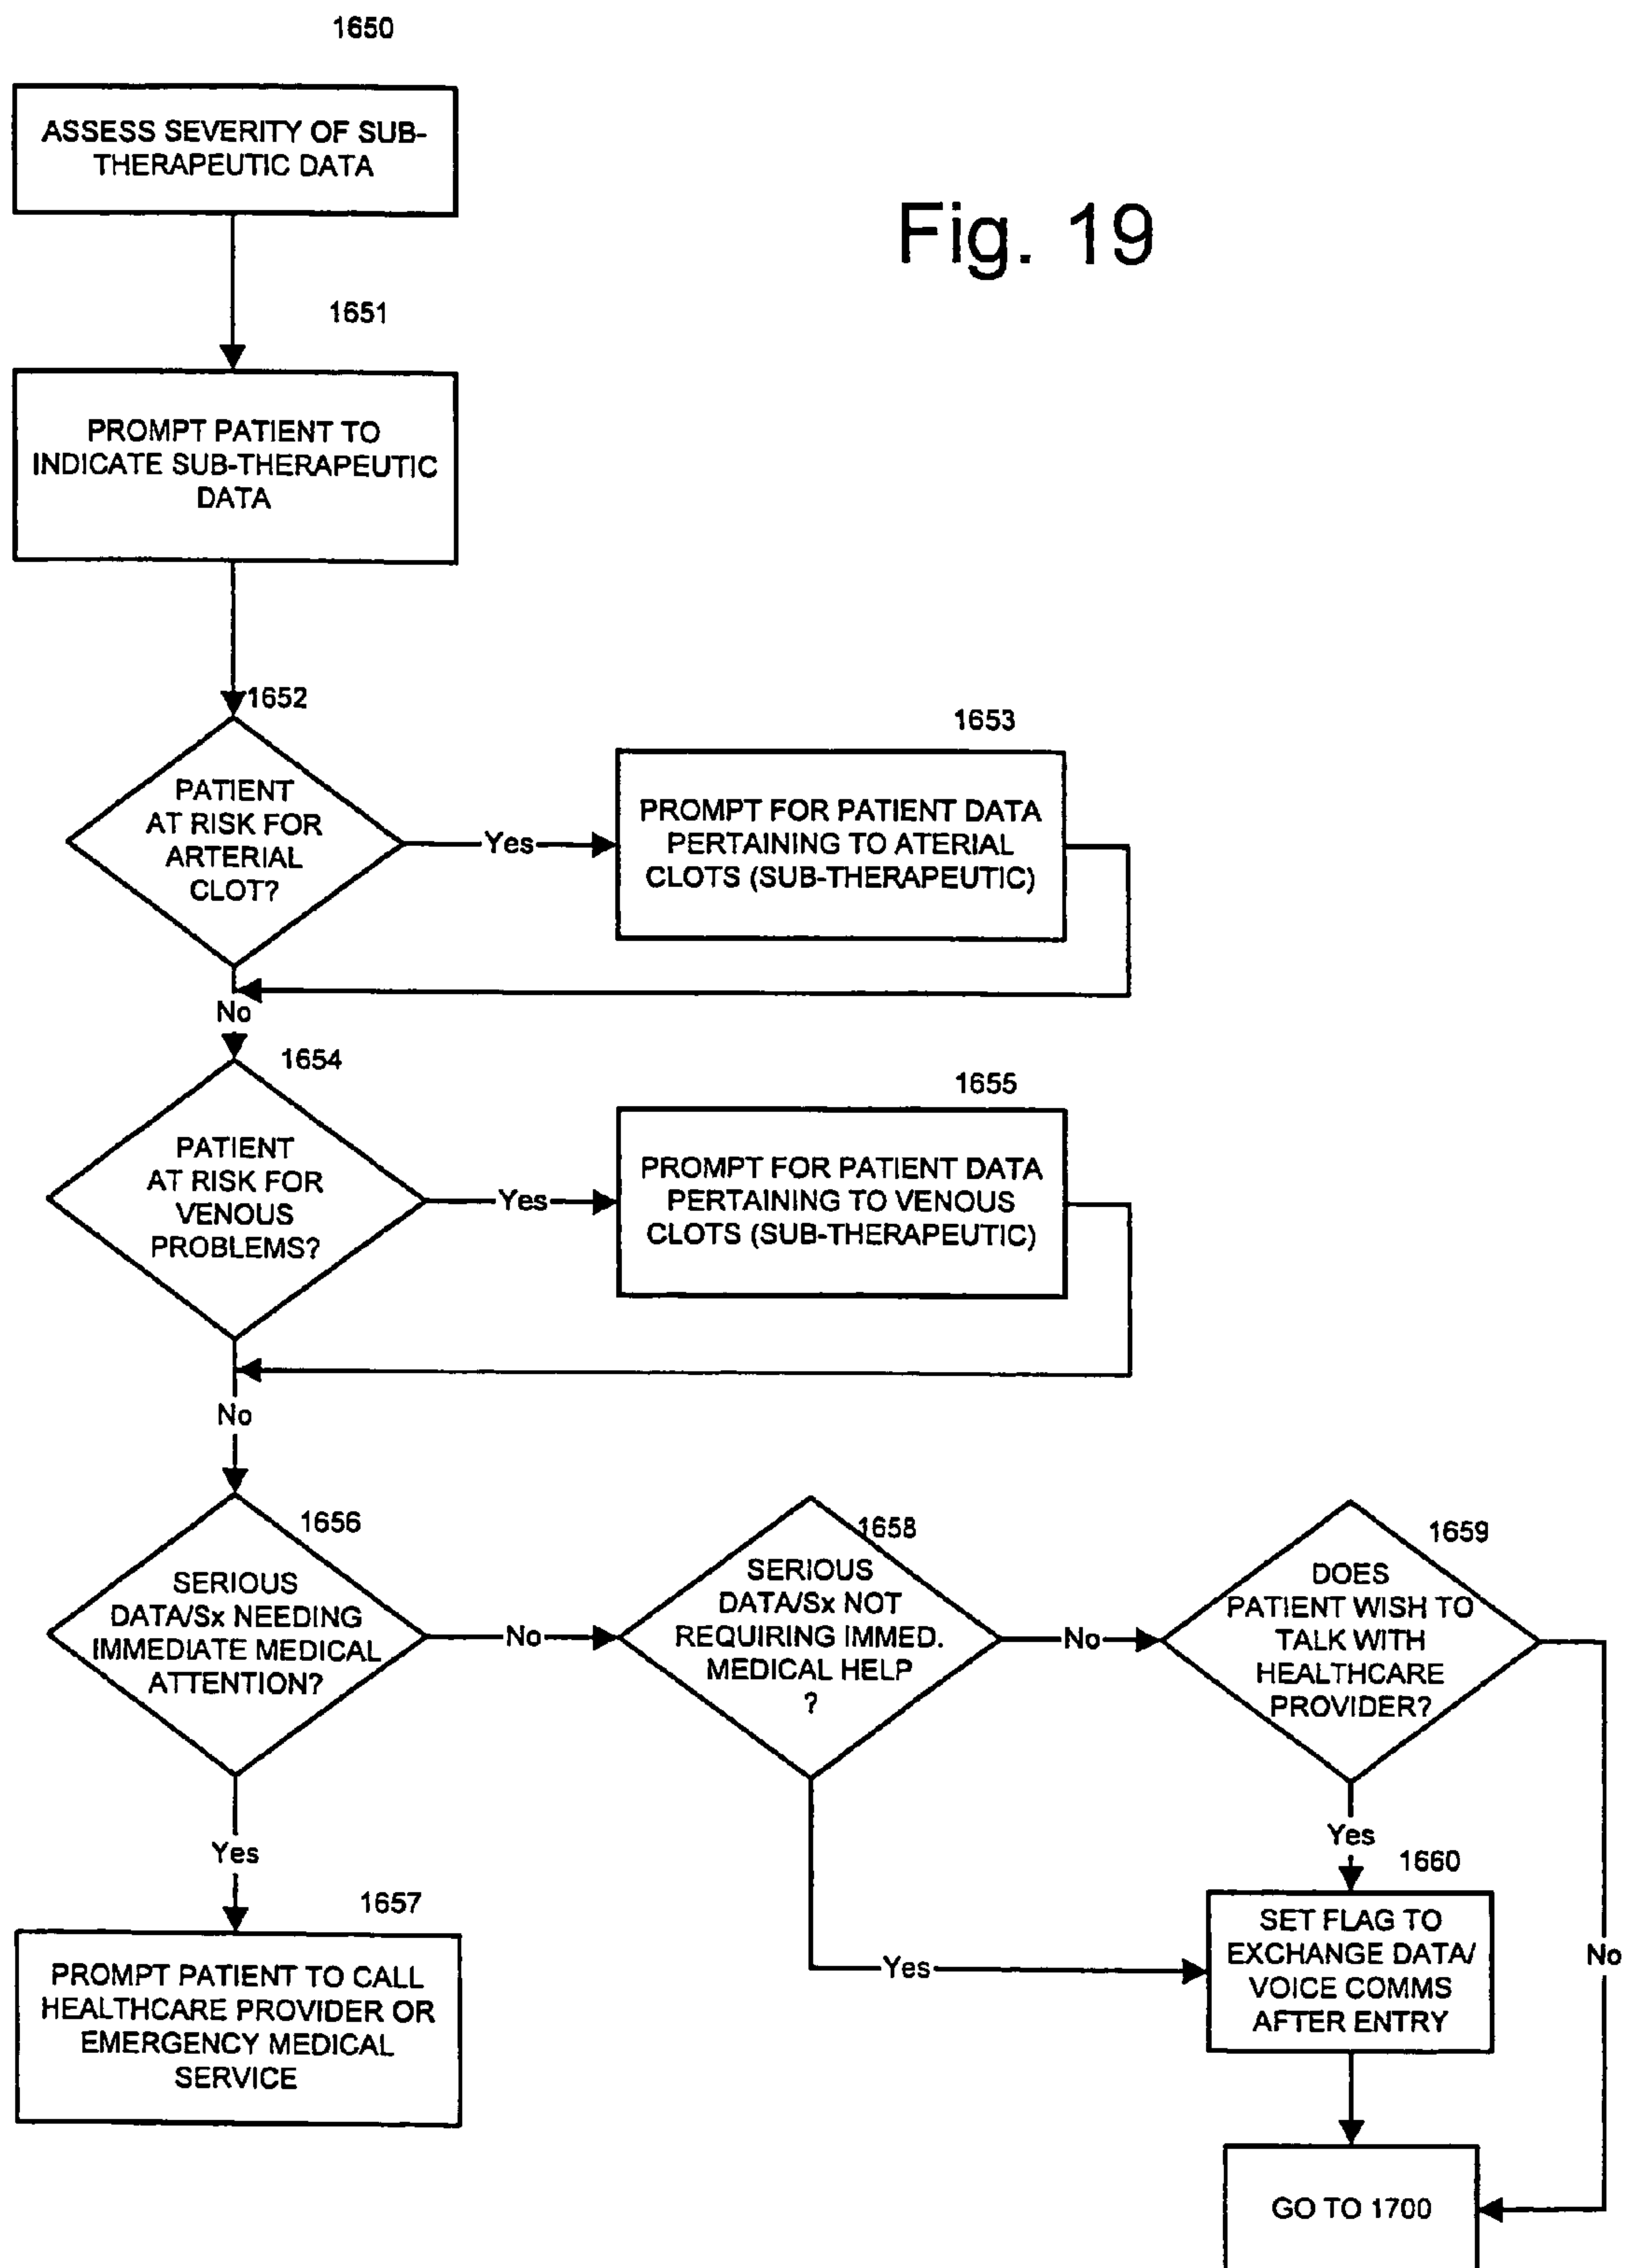 1650
ASSESS SEVERITY OF SUB-
THERAPEUTIC DATA
Fig. 19
1651
PROMPT PATIENT TO
INDICATE SUB-THERAPEUTIC
DATA
1652
PATIENT
AT RISK FOR
ARTERIAL
CLOT?
Yes
1653
PROMPT FOR PATIENT DATA
PERTAINING TO ATERIAL
CLOTS (SUB-THERAPEUTIC)
No
1654
PATIENT
AT RISK FOR
VENOUS
PROBLEMS?
Yes
1655
PROMPT FOR PATIENT DATA
PERTAINING TO VENOUS
CLOTS (SUB-THERAPEUTIC)
No
1656
SERIOUS
DATA/Sx NEEDING
IMMEDIATE MEDICAL
ATTENTION?
No
1658
SERIOUS
DATA/Sx NOT
REQUIRING IMMED.
MEDICAL HELP
?
No
1659
DOES
PATIENT WISH TO
TALK WITH
HEALTHCARE
PROVIDER?
Yes
1657
PROMPT PATIENT TO CALL
HEALTHCARE PROVIDER OR
EMERGENCY MEDICAL
SERVICE
Yes
Yes
1660
SET FLAG TO
EXCHANGE DATA/
VOICE COMMS
AFTER ENTRY
No
GO TO 1700